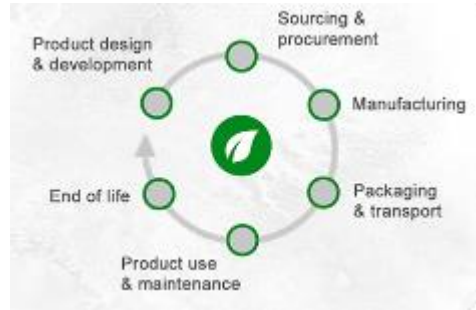 Sourcing &
procurement
Product design
& development
Manufacturing
Packaging
& transport
End of life
Product use
& maintenance